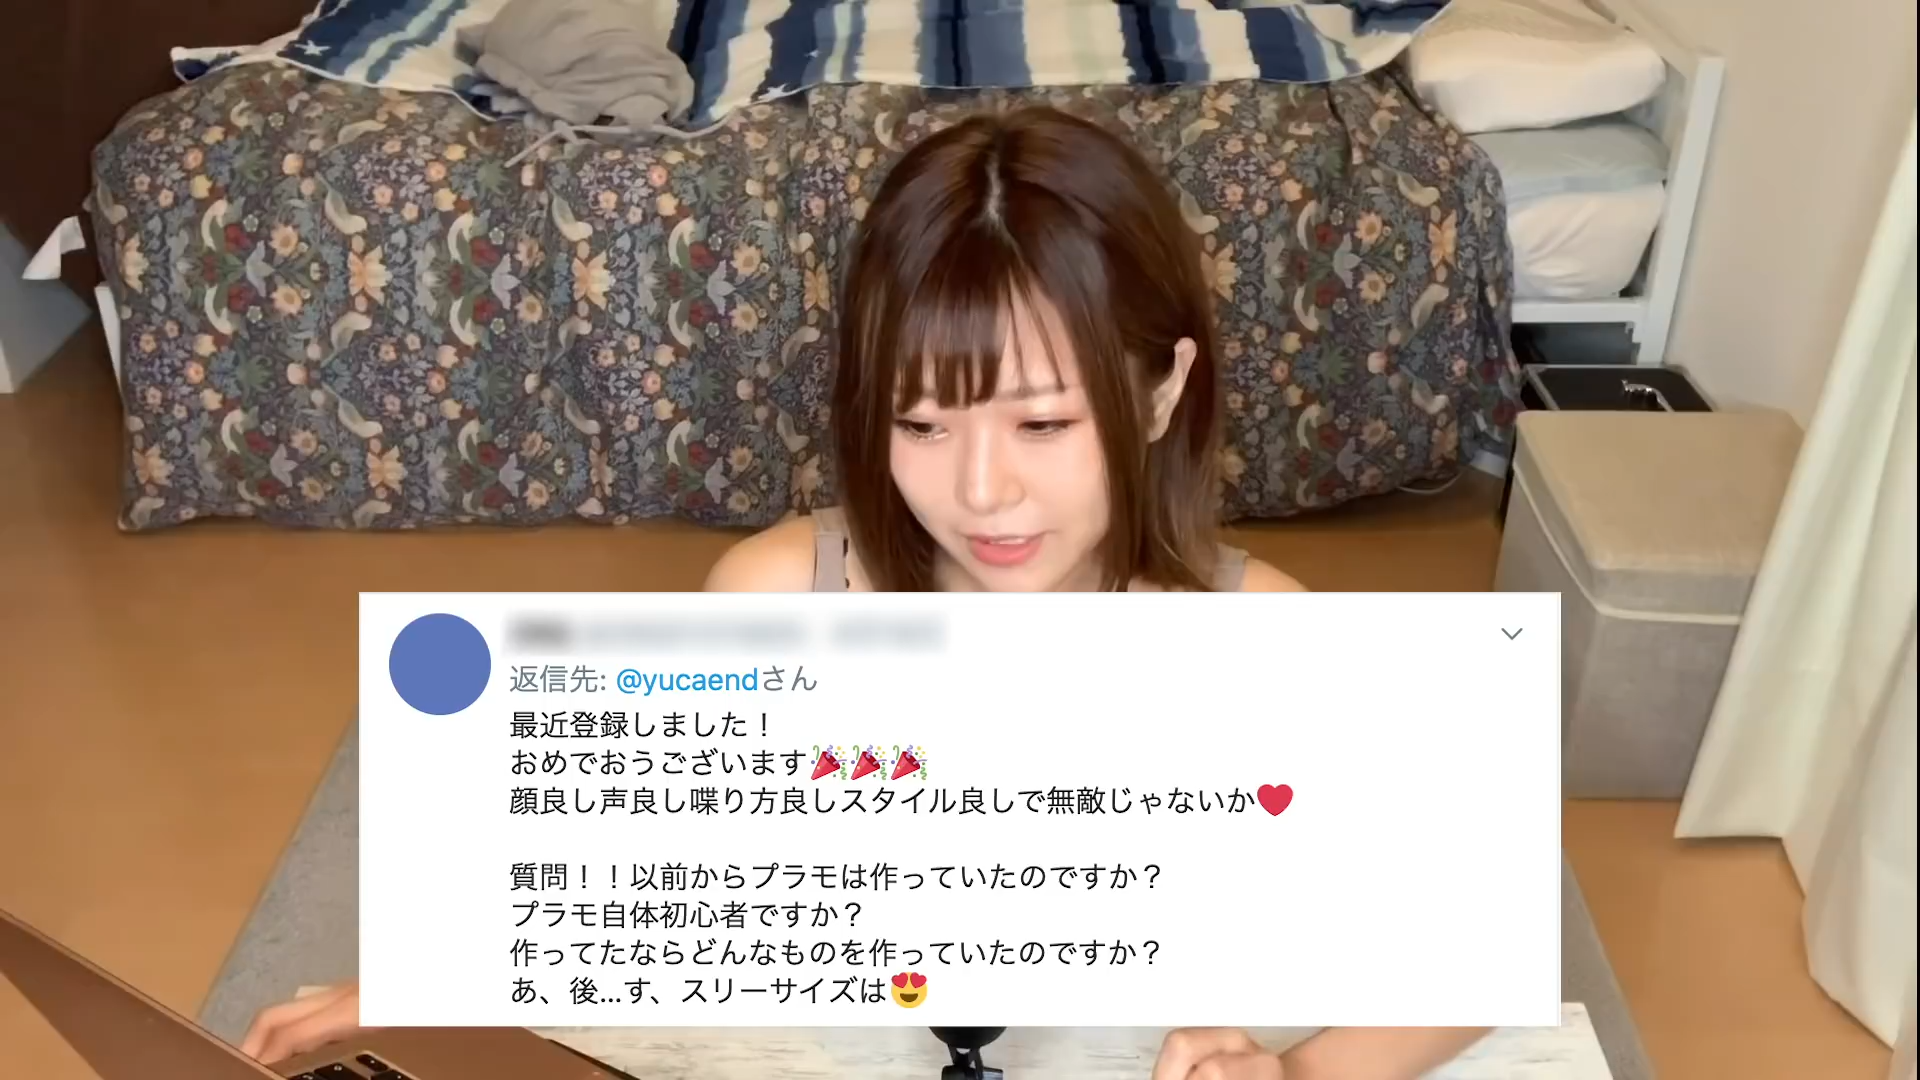 返信先: @yucaendさん
最近登録しました！
おめでおうございます🎉🎉🎉
顔良し声良し喋り方良しスタイル良しで無敵じゃないか❤️
質問！！以前からプラモは作っていたのですか？
プラモ自体初心者ですか？
作ってたならどんなものを作っていたのですか？
あ、後...す、スリーサイズは😍